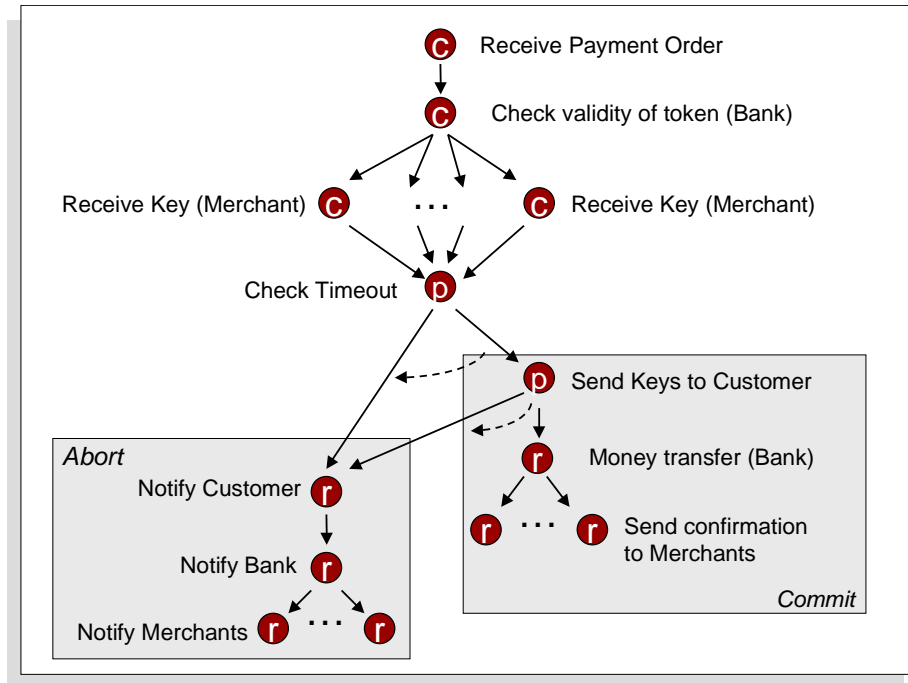 c Receive Payment Order
c Check validity of token (Bank)
Receive Key (Merchant) c ... c Receive Key (Merchant)
Check Timeout p
p Send Keys to Customer
Abort
r Money transfer (Bank)
Notify Customer r
r ... r Send confirmation
to Merchants
Notify Bank r
Commit
Notify Merchants r ... r